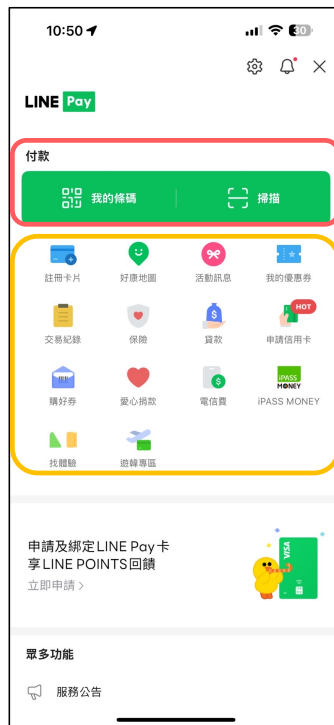 10:50
30
LINE Pay
付款
我的條碼
掃描
註冊卡片
好康地圖
活動訊息
我的優惠券
交易紀錄
保險
貸款
HOT
申請信用卡
購好券
愛心捐款
電信費
iPASS MONEY
iPASS MONEY
找體驗
遊韓專區
申請及綁定LINE Pay卡
享LINE POINTS回饋
立即申請 >
VISA
眾多功能
服務公告